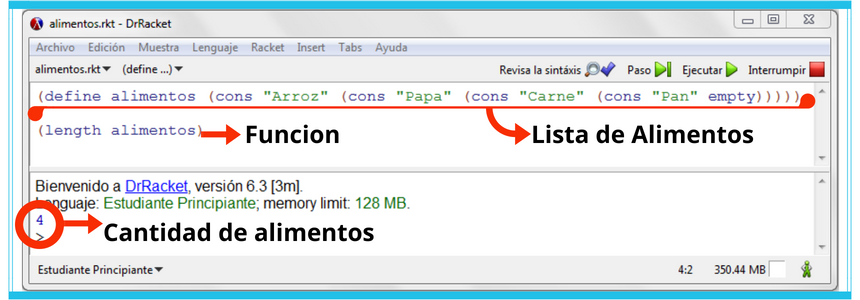 alimentos.rkt - DrRacket
Archivo Edición Muestra Lenguaje Racket Insert Tabs Ayuda
alimentos.rkt (define ...) Revisa la sintáxis Paso Ejecutar Interrumpir
(define alimentos (cons "Arroz" (cons "Papa" (cons "Carne" (cons "Pan" empty)))))
(length alimentos) Funcion Lista de Alimentos
Bienvenido a DrRacket, versión 6.3 [3m].
Lenguaje: Estudiante Principiante; memory limit: 128 MB.
4
> Cantidad de alimentos
Estudiante Principiante 4:2 350.44 MB